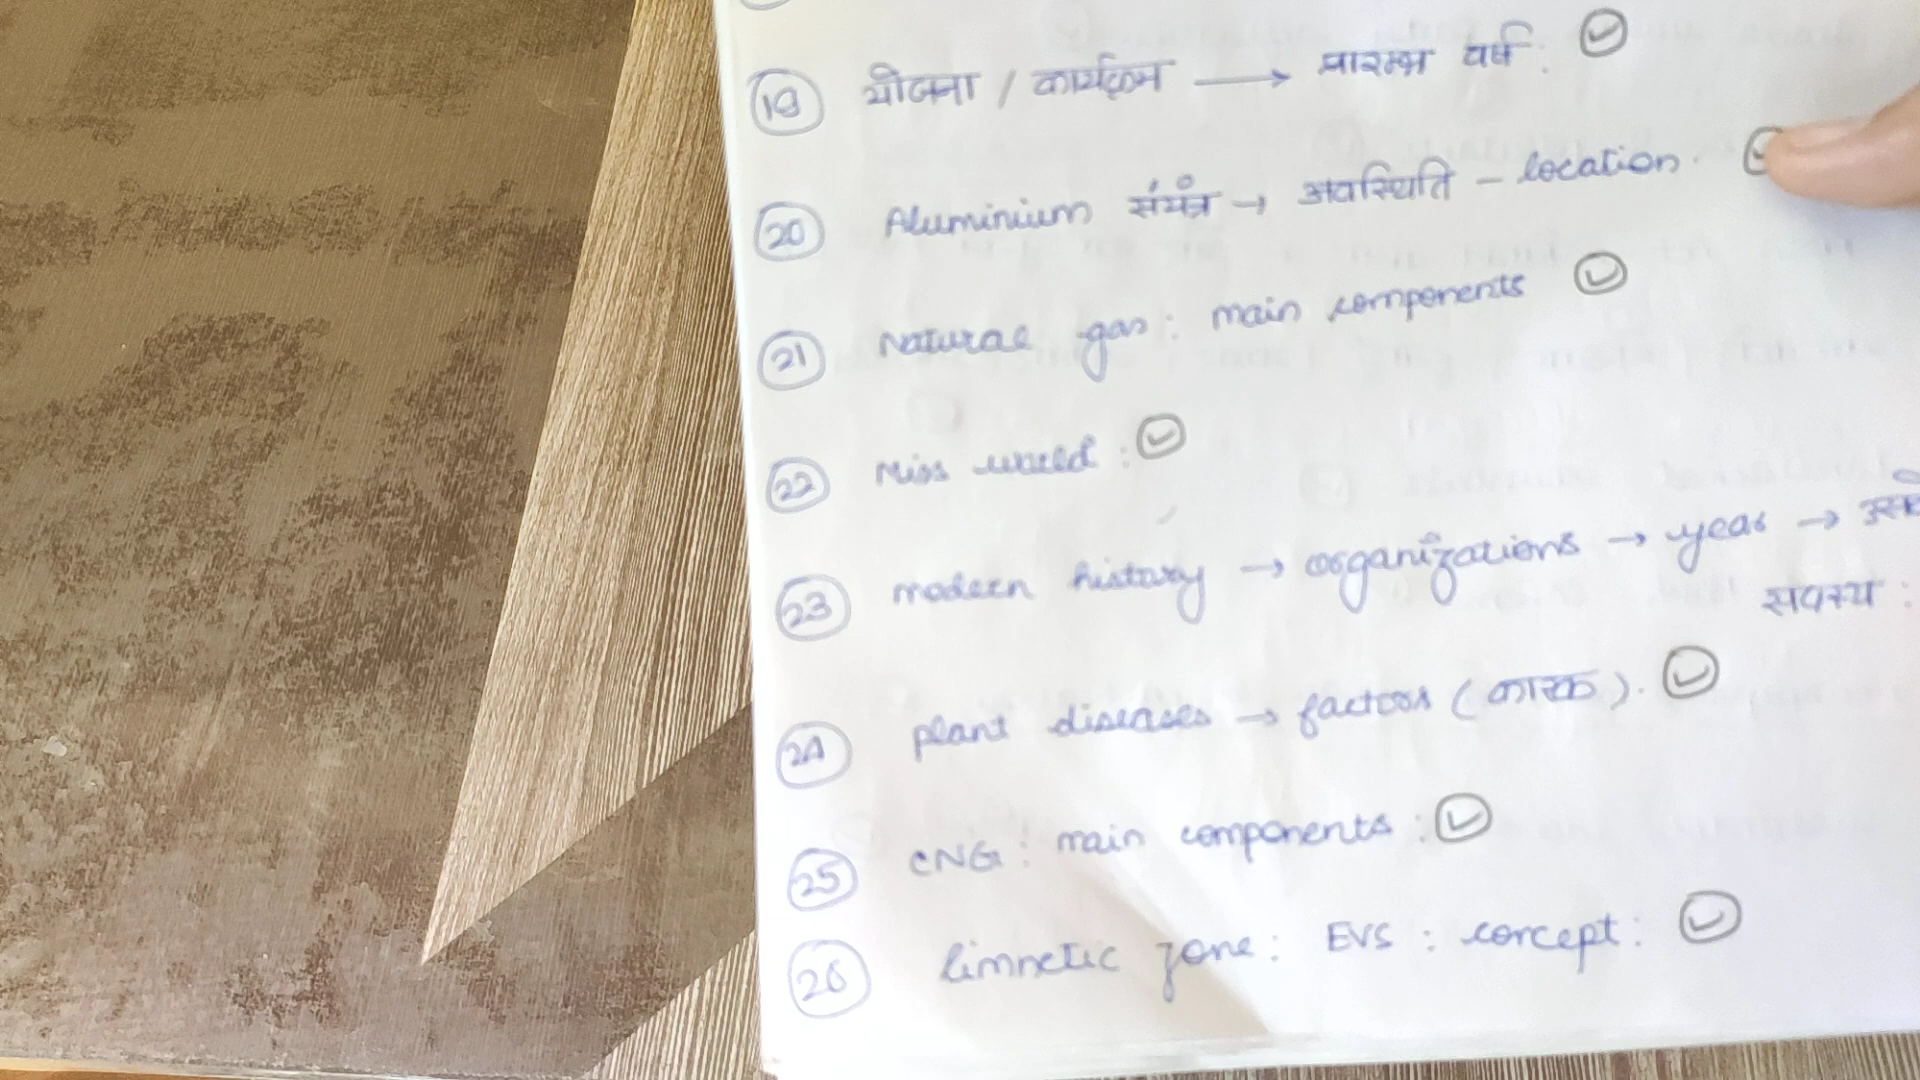 19 योजना / कार्यक्रम → प्रारम्भ वर्ष :
20 Aluminium संयंत्र → अवस्थिति - location.
21 Natural gas : main components
22 Miss world :
23 modern history → organizations → year →
सदस्य :
24 plant diseases → factors (कारक).
25 CNG : main components :
26 limnetic zone : EVS : concept :